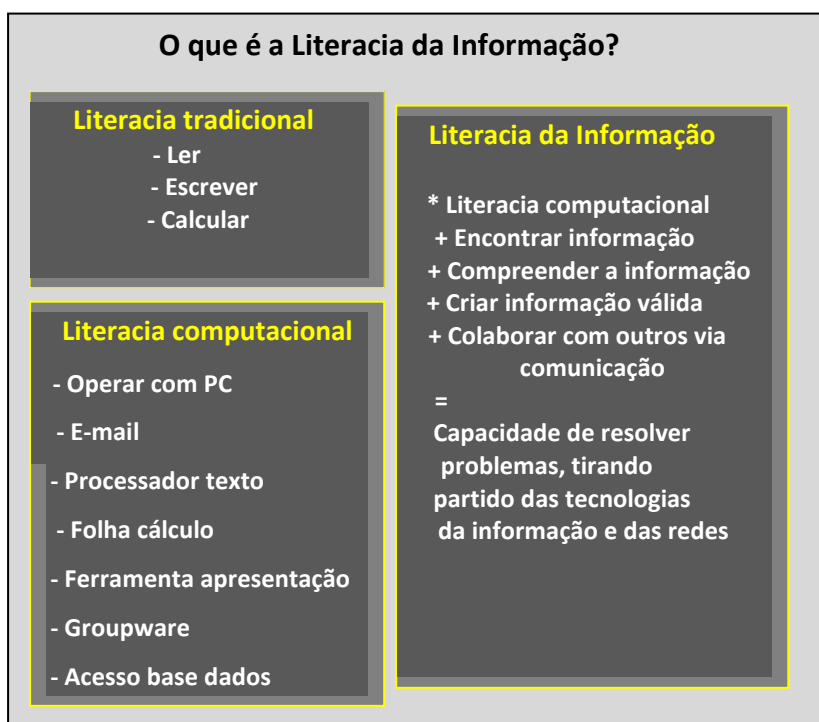 O que é a Literacia da Informação?
Literacia tradicional
- Ler
- Escrever
- Calcular
Literacia computacional
- Operar com PC
- E-mail
- Processador texto
- Folha cálculo
- Ferramenta apresentação
- Groupware
- Acesso base dados
Literacia da Informação
* Literacia computacional
+ Encontrar informação
+ Compreender a informação
+ Criar informação válida
+ Colaborar com outros via
comunicação
=
Capacidade de resolver
problemas, tirando
partido das tecnologias
da informação e das redes